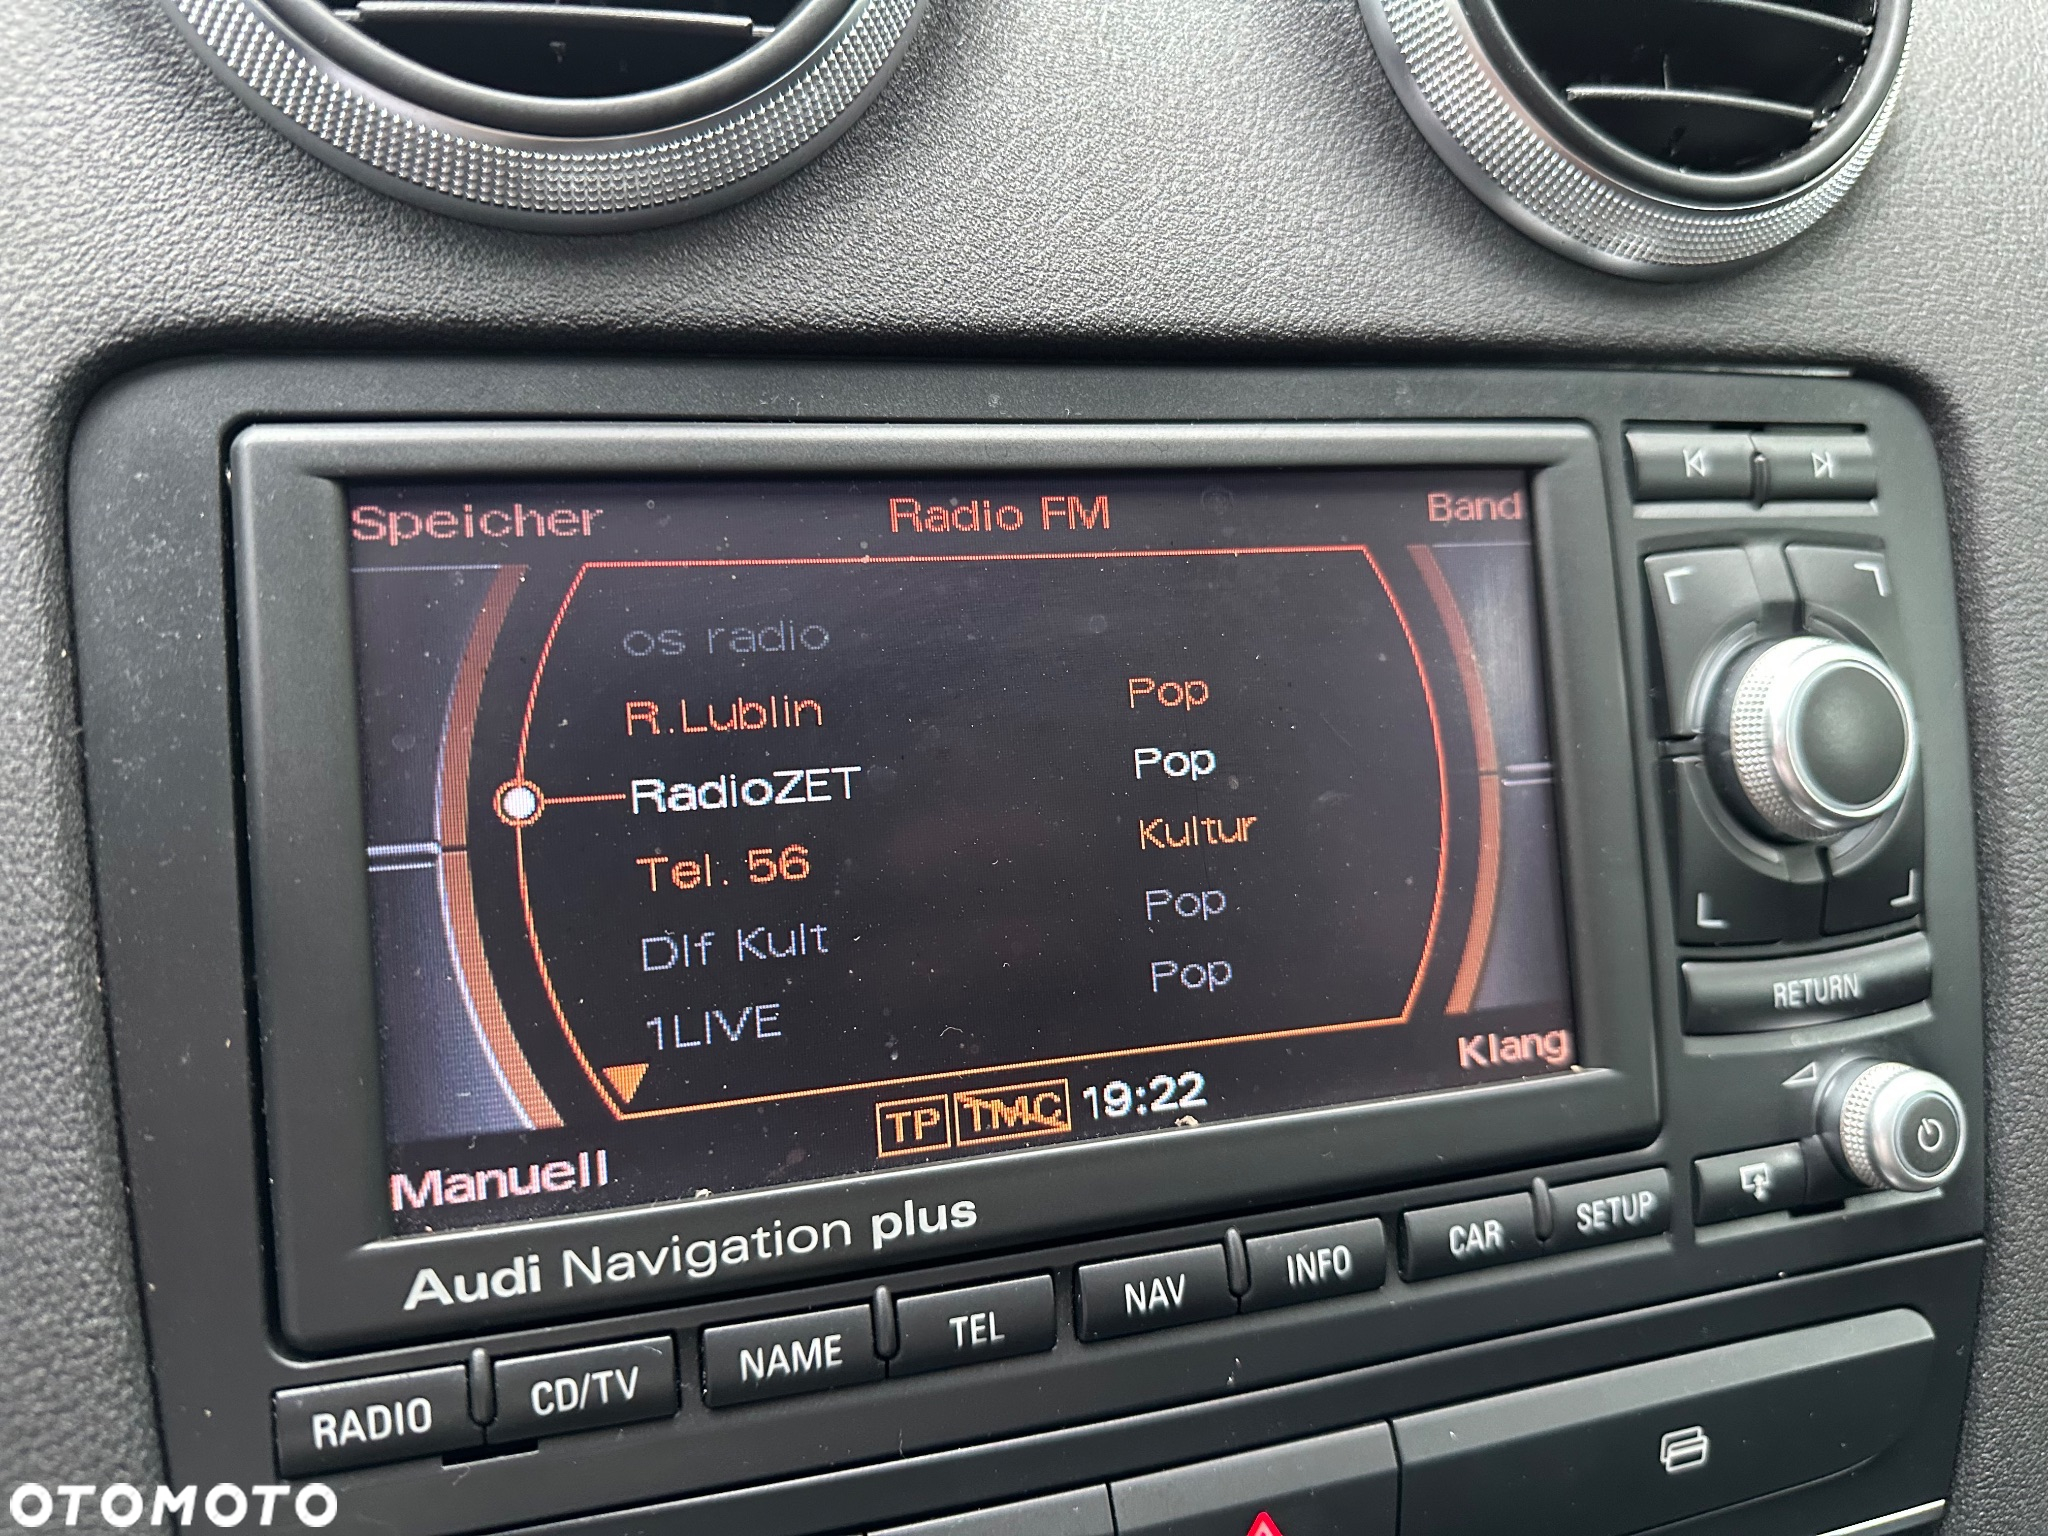 Speicher Radio FM Band
os radio
R.Lublin Pop
RadioZET Pop
Tel. 56 Kultur
Dlf Kult Pop
1LIVE Pop
Klang
TP TMC 19:22
Manuell
Audi Navigation plus
RETURN
RADIO CD/TV NAME TEL NAV INFO CAR SETUP
OTOMOTO